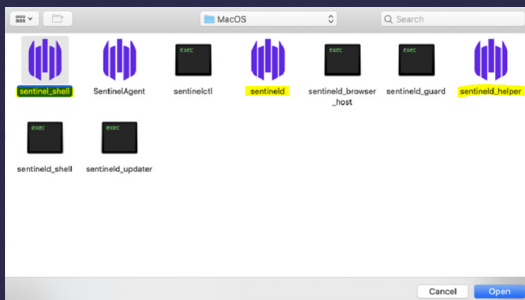 MacOS
Search
exec
exec
exec
sentinel_shell
SentinelAgent
sentinelctl
sentineld
sentineld_browser
_host
sentineld_guard
sentineld_helper
exec
exec
sentineld_shell
sentineld_updater
Cancel
Open